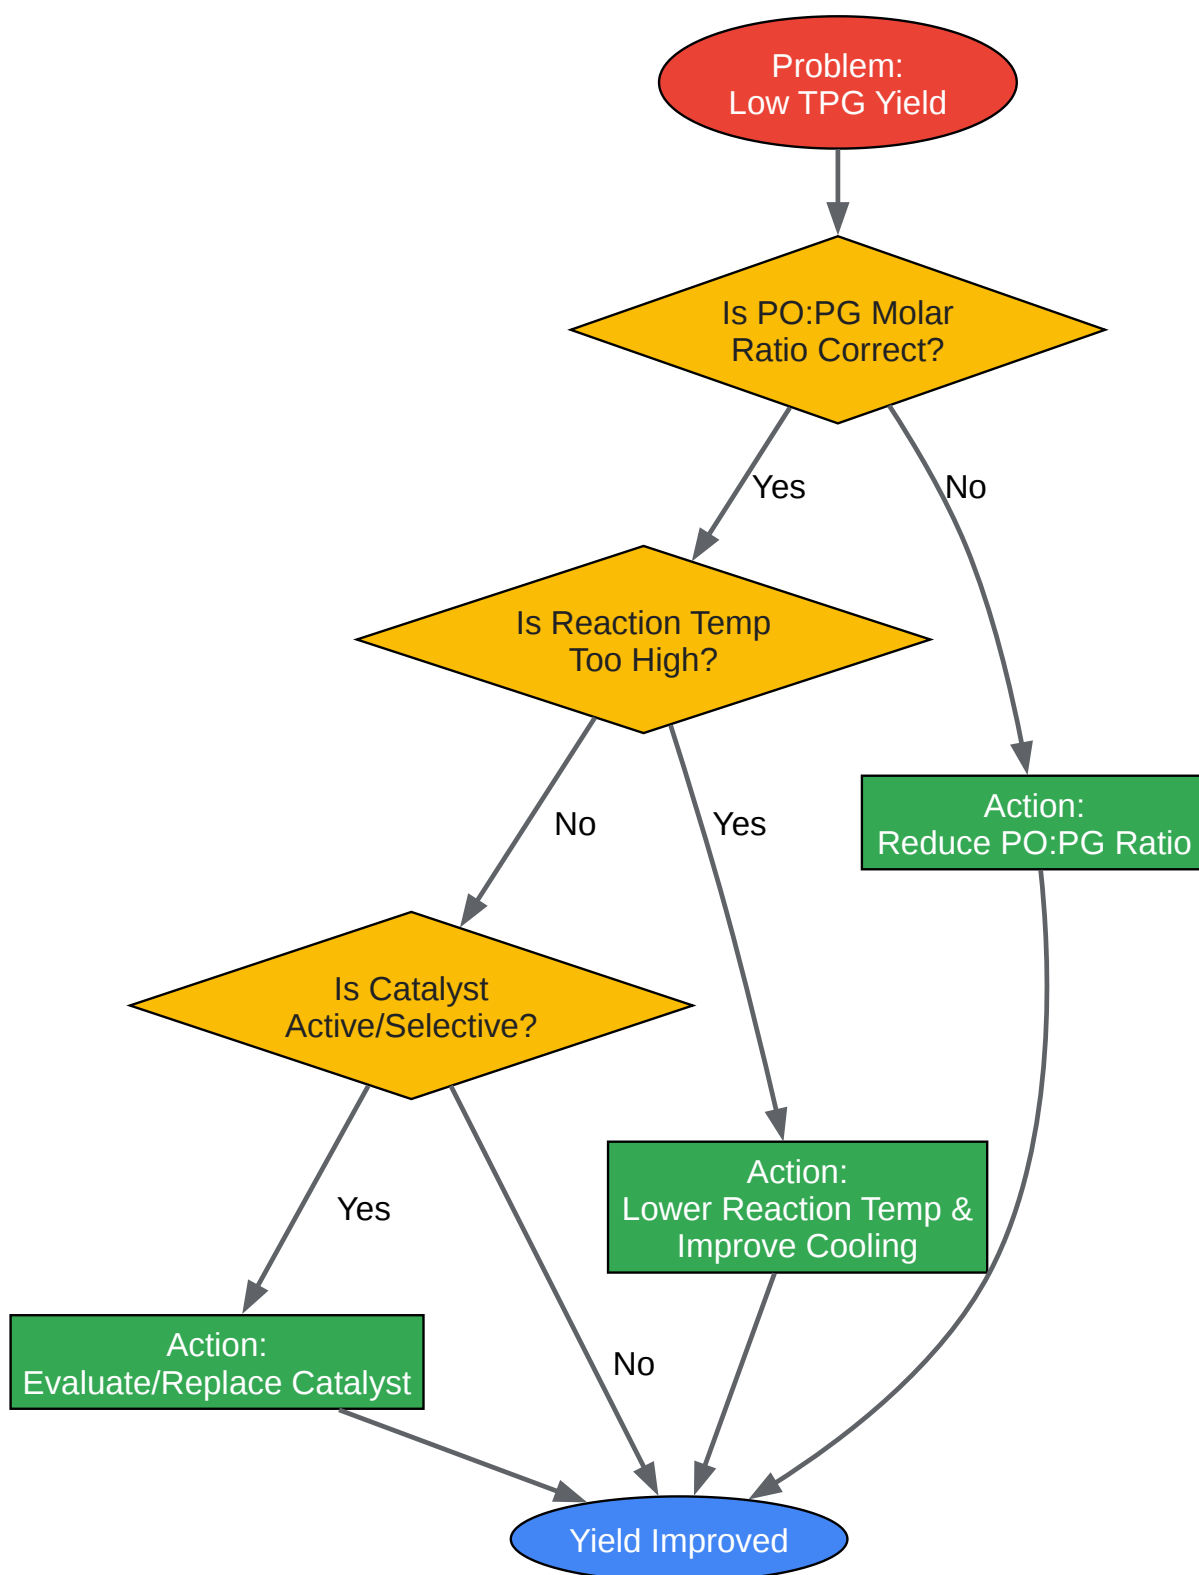 Problem:
Low TPG Yield
Is PO:PG Molar
Ratio Correct?
Yes
No
Is Reaction Temp
Too High?
No
Yes
Action:
Reduce PO:PG Ratio
Is Catalyst
Active/Selective?
Yes
No
Action:
Lower Reaction Temp &
Improve Cooling
Action:
Evaluate/Replace Catalyst
Yield Improved